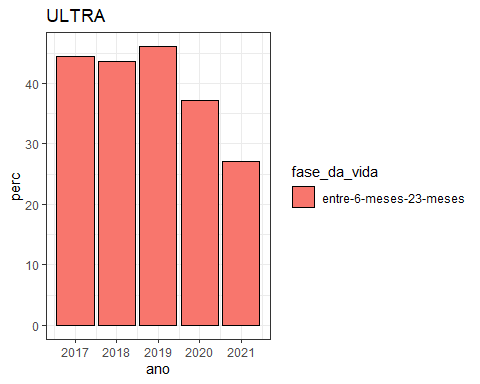 ULTRA
40
30
20
10
0
perc
2017 2018 2019 2020 2021
ano
fase_da_vida
entre-6-meses-23-meses